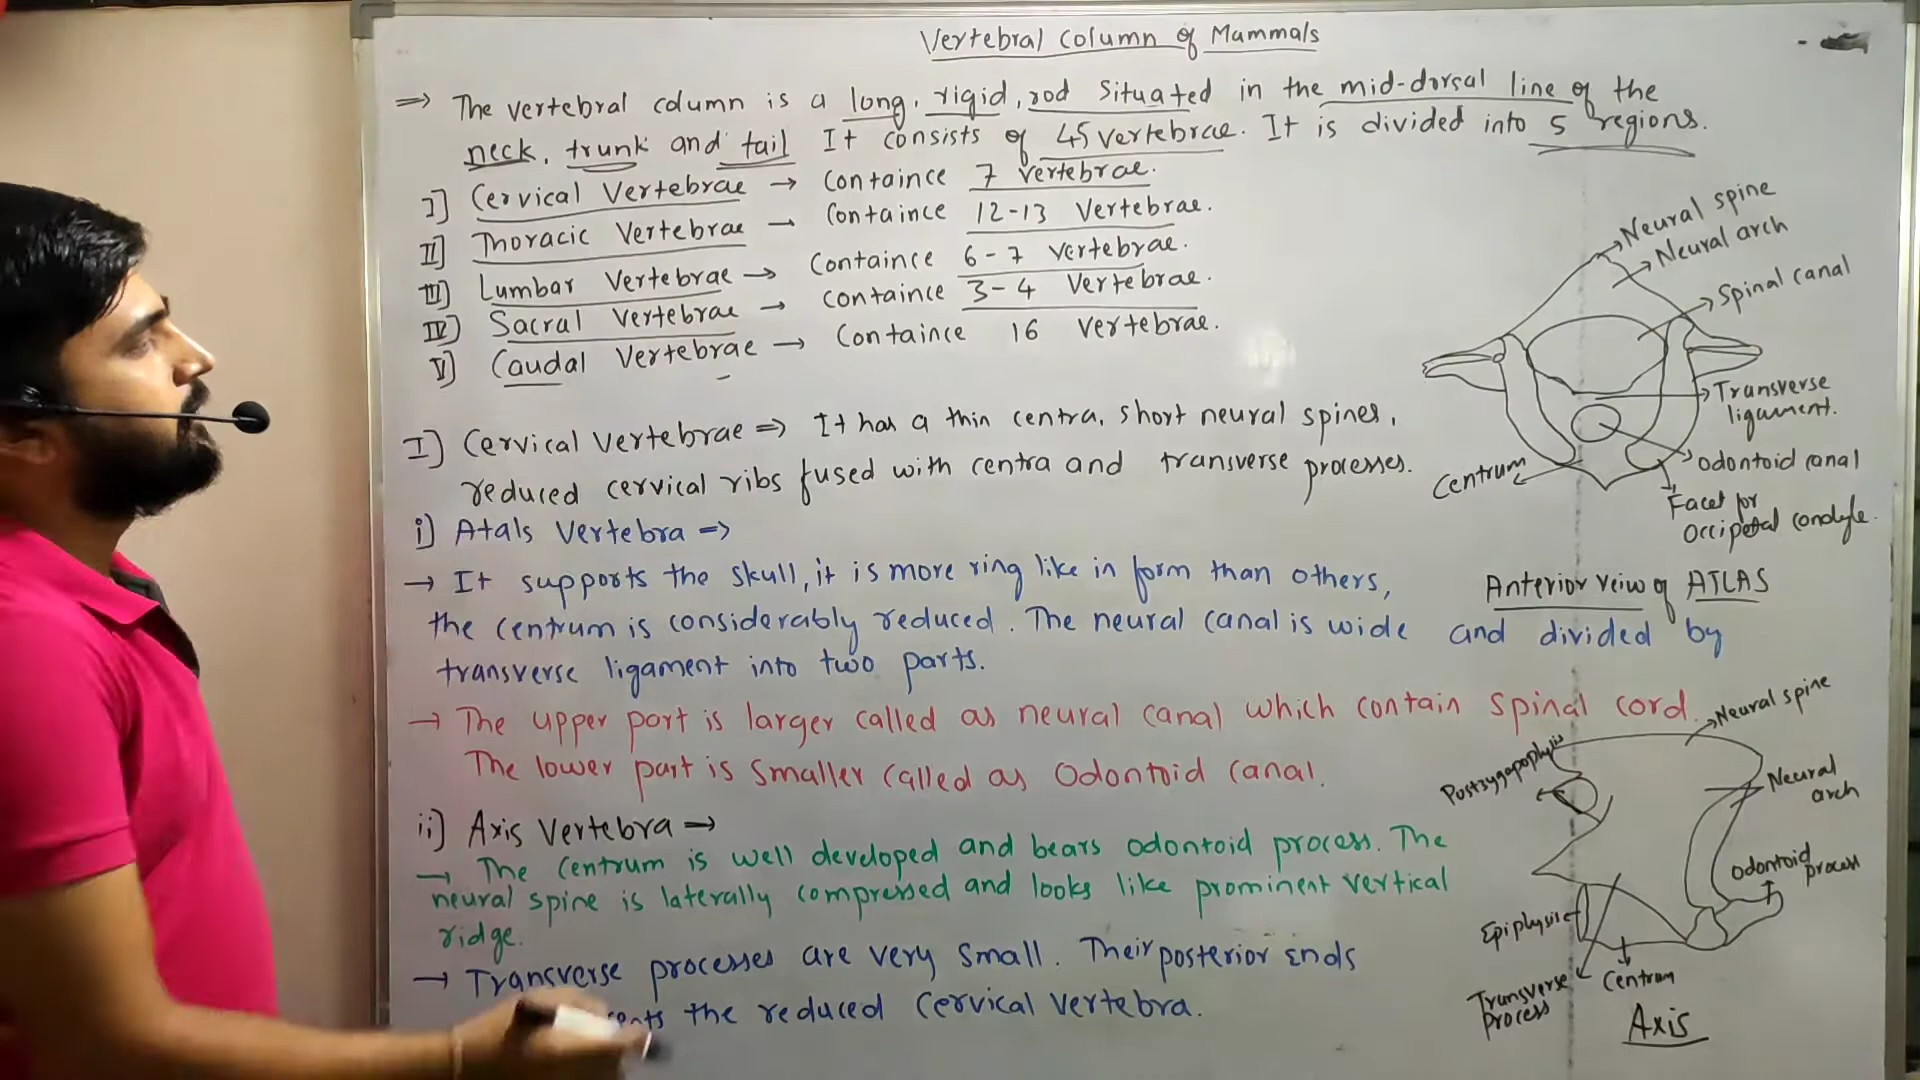 Vertebral Column of Mammals
⇒ The vertebral column is a long, rigid, rod situated in the mid-dorsal line of the
neck, trunk and tail It consists of 45 vertebrae. It is divided into 5 regions.
I] Cervical Vertebrae → Containce 7 vertebrae.
II] Thoracic Vertebrae → Containce 12-13 Vertebrae.
III] Lumbar Vertebrae → Containce 6-7 vertebrae.
IV] Sacral Vertebrae → containce 3-4 Vertebrae.
V] Caudal Vertebrae → Containce 16 Vertebrae.
I] Cervical Vertebrae ⇒ It has a thin centra, short neural spines,
reduced cervical ribs fused with centra and transverse processes.
i] Atals Vertebra ⇒
→ It supports the skull, it is more ring like in form than others,
the centrum is considerably reduced. The neural canal is wide and divided by
transverse ligament into two parts.
→ The upper part is larger called as neural canal which contain spinal cord.
The lower part is smaller called as Odontoid canal.
ii] Axis Vertebra ⇒
→ The centrum is well developed and bears odontoid process. The
neural spine is laterally compressed and looks like prominent vertical
ridge.
→ Transverse processes are very small. Their posterior ends
the reduced cervical vertebra.
Neural spine
Neural arch
Spinal canal
Transverse
ligament.
odontoid canal
Centrum
Facet for
Occipetal condyle.
Anterior veiw of ATLAS
Neural spine
Postzygapophysis
Neural
arch
Odontoid
process
Epiphysis
Centrum
Transverse
process
Axis